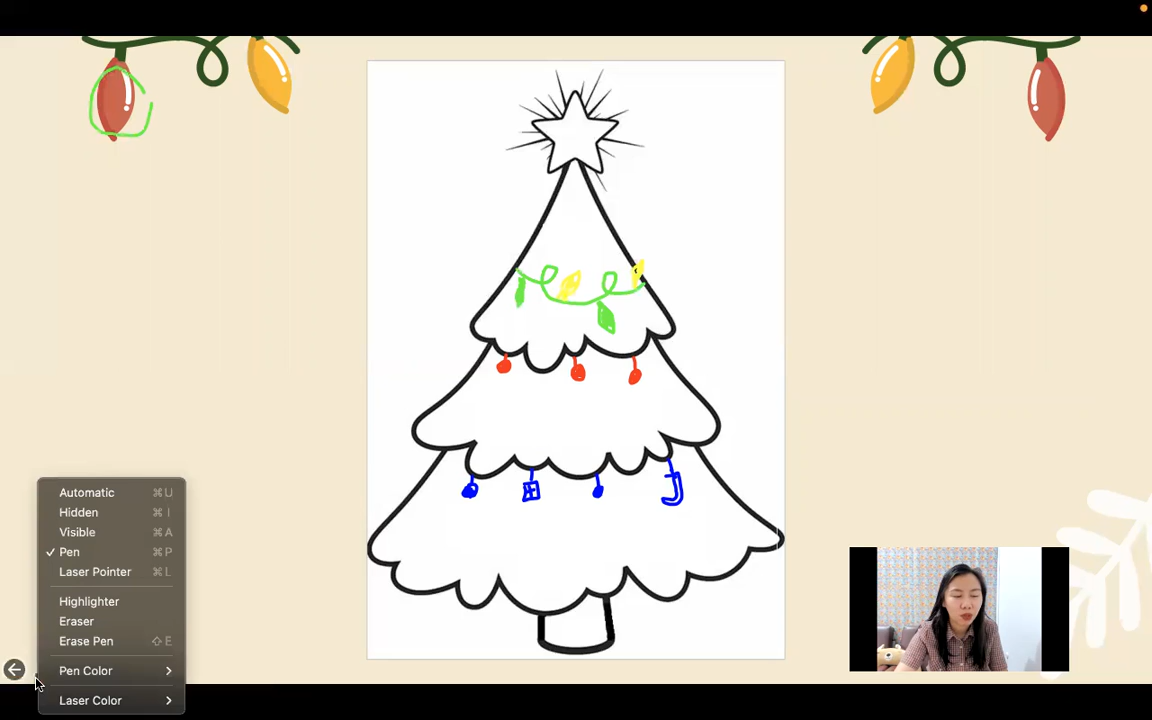 Automatic ⌘U
Hidden ⌘I
Visible ⌘A
✓ Pen ⌘P
Laser Pointer ⌘L
Highlighter
Eraser
Erase Pen ⇧E
Pen Color >
Laser Color >